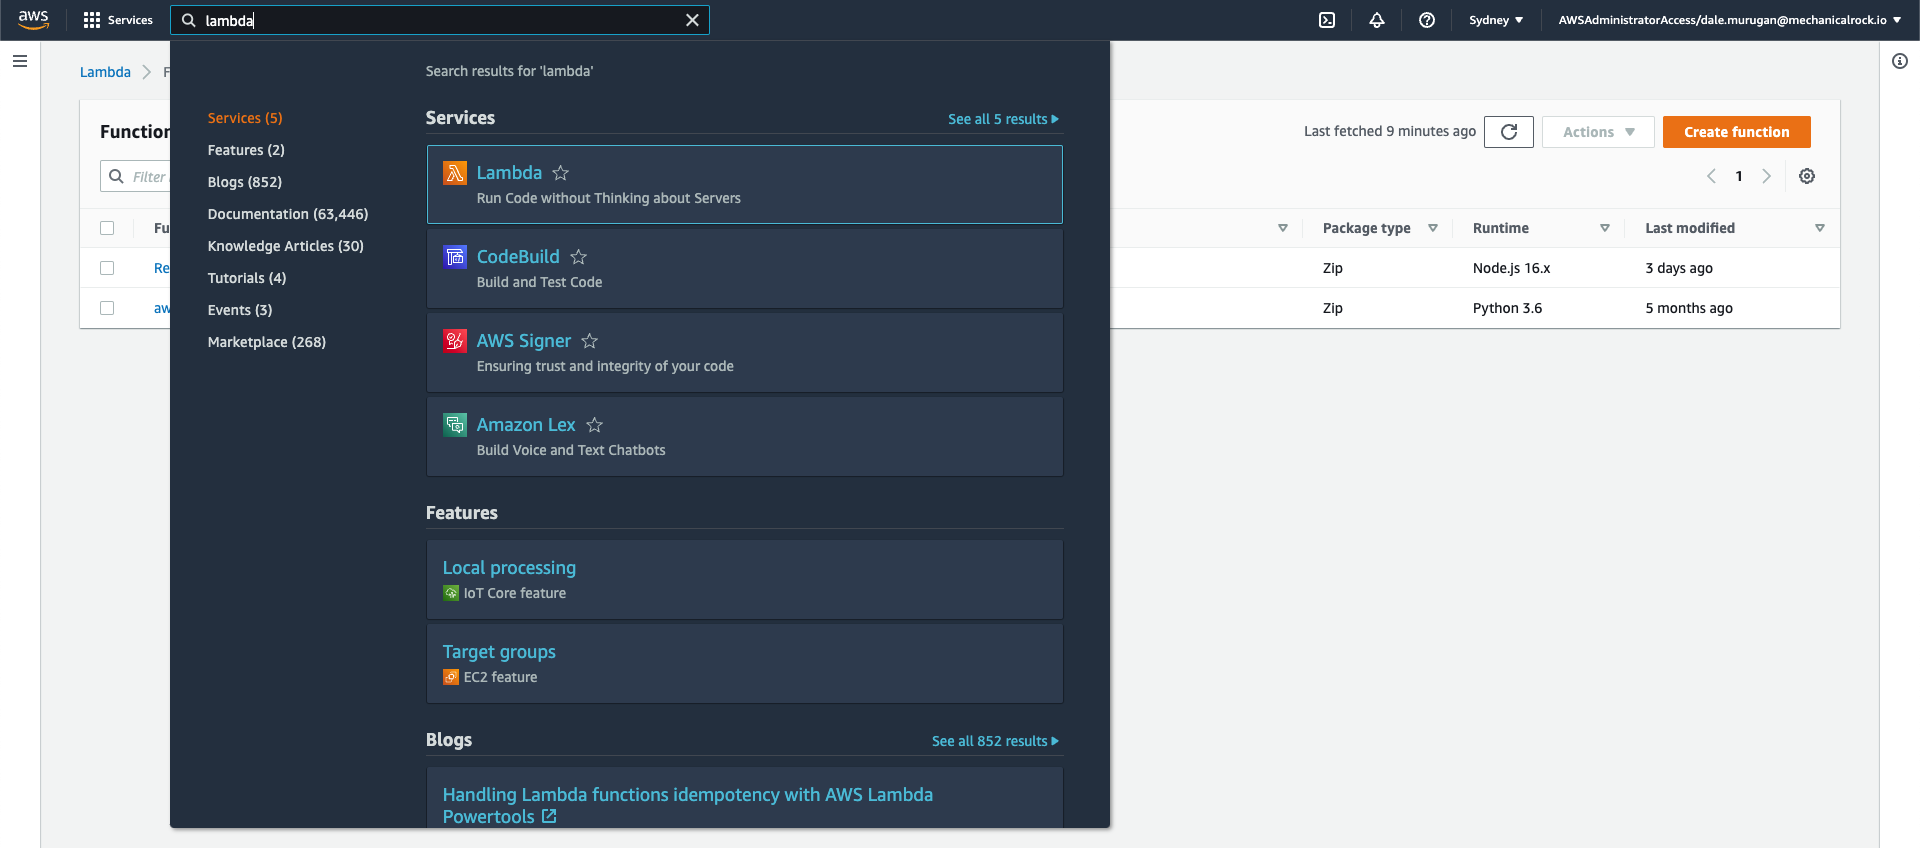 aws
Services
lambda
Sydney
AWSAdministratorAccess/dale.murugan@mechanicalrock.io
Lambda
F
Search results for 'lambda'
Services (5)
Features (2)
Blogs (852)
Documentation (63,446)
Knowledge Articles (30)
Tutorials (4)
Events (3)
Marketplace (268)
Services
See all 5 results
Lambda
Run Code without Thinking about Servers
CodeBuild
Build and Test Code
AWS Signer
Ensuring trust and integrity of your code
Amazon Lex
Build Voice and Text Chatbots
Features
Local processing
IoT Core feature
Target groups
EC2 feature
Blogs
See all 852 results
Handling Lambda functions idempotency with AWS Lambda
Powertools
Function
Last fetched 9 minutes ago
Actions
Create function
Filter
1
Fu
Package type
Runtime
Last modified
Re
Zip
Node.js 16.x
3 days ago
aw
Zip
Python 3.6
5 months ago